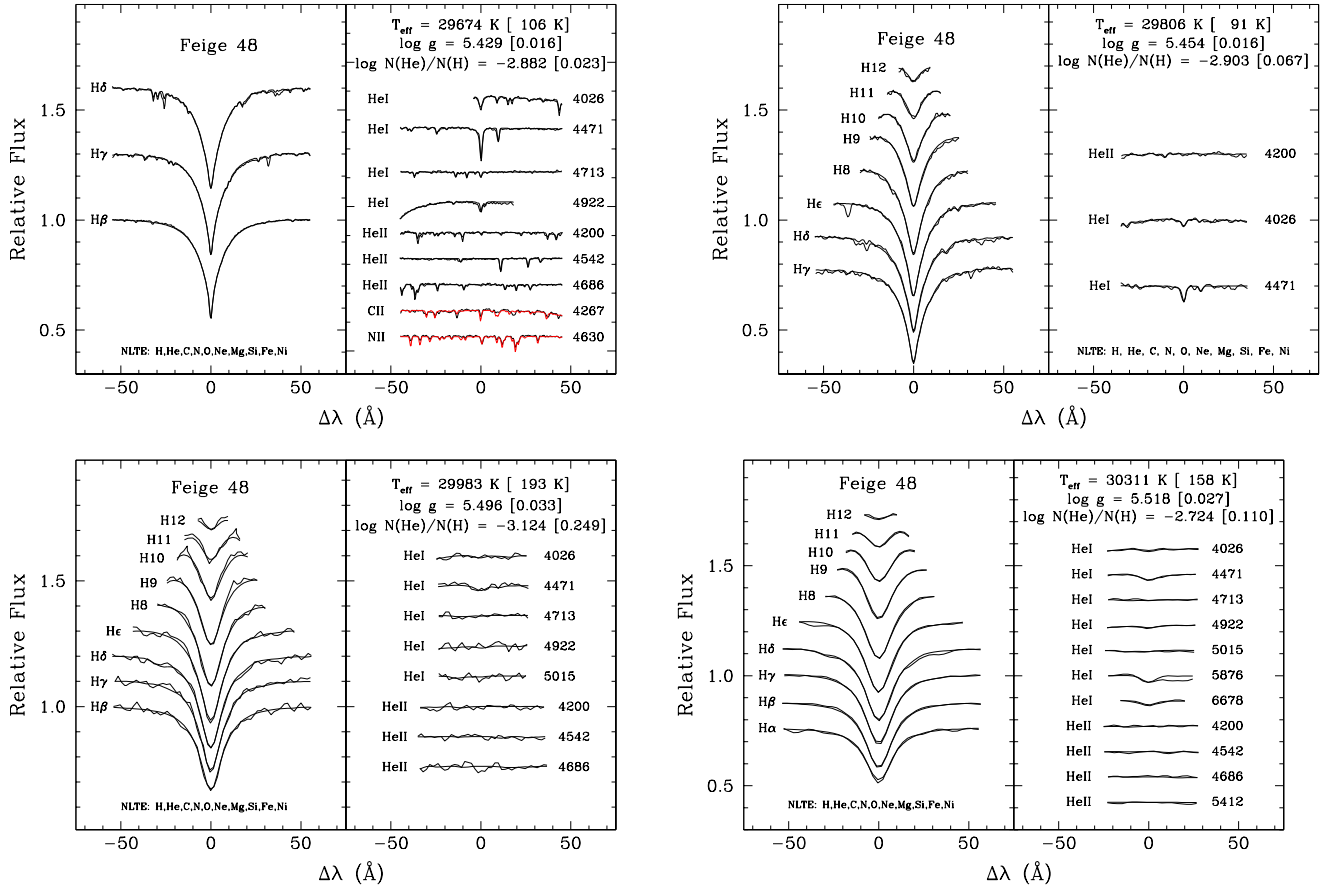 Feige 48
Hδ
Hγ
Hβ
NLTE: H,He,C,N,O,Ne,Mg,Si,Fe,Ni
T_eff = 29674 K [ 106 K]
log g = 5.429 [0.016]
log N(He)/N(H) = −2.882 [0.023]
HeI 4026
HeI 4471
HeI 4713
HeI 4922
HeII 4200
HeII 4542
HeII 4686
CII 4267
NII 4630
1.5
1.0
0.5
Relative Flux
−50 0 50 0 50
Δλ (Å)
Feige 48
H12
H11
H10
H9
H8
Hϵ
Hδ
Hγ
T_eff = 29806 K [ 91 K]
log g = 5.454 [0.016]
log N(He)/N(H) = −2.903 [0.067]
HeII 4200
HeI 4026
HeI 4471
NLTE: H, He, C, N, O, Ne, Mg, Si, Fe, Ni
1.5
1.0
0.5
Relative Flux
−50 0 50 0 50
Δλ (Å)
Feige 48
H12
H11
H10
H9
H8
Hϵ
Hδ
Hγ
Hβ
NLTE: H,He,C,N,O,Ne,Mg,Si,Fe,Ni
T_eff = 29983 K [ 193 K]
log g = 5.496 [0.033]
log N(He)/N(H) = −3.124 [0.249]
HeI 4026
HeI 4471
HeI 4713
HeI 4922
HeI 5015
HeII 4200
HeII 4542
HeII 4686
1.5
1.0
Relative Flux
−50 0 50 0 50
Δλ (Å)
Feige 48
H12
H11
H10
H9
H8
Hϵ
Hδ
Hγ
Hβ
Hα
NLTE: H,He,C,N,O,Ne,Mg,Si,Fe,Ni
T_eff = 30311 K [ 158 K]
log g = 5.518 [0.027]
log N(He)/N(H) = −2.724 [0.110]
HeI 4026
HeI 4471
HeI 4713
HeI 4922
HeI 5015
HeI 5876
HeI 6678
HeII 4200
HeII 4542
HeII 4686
HeII 5412
1.5
1.0
0.5
Relative Flux
−50 0 50 0 50
Δλ (Å)